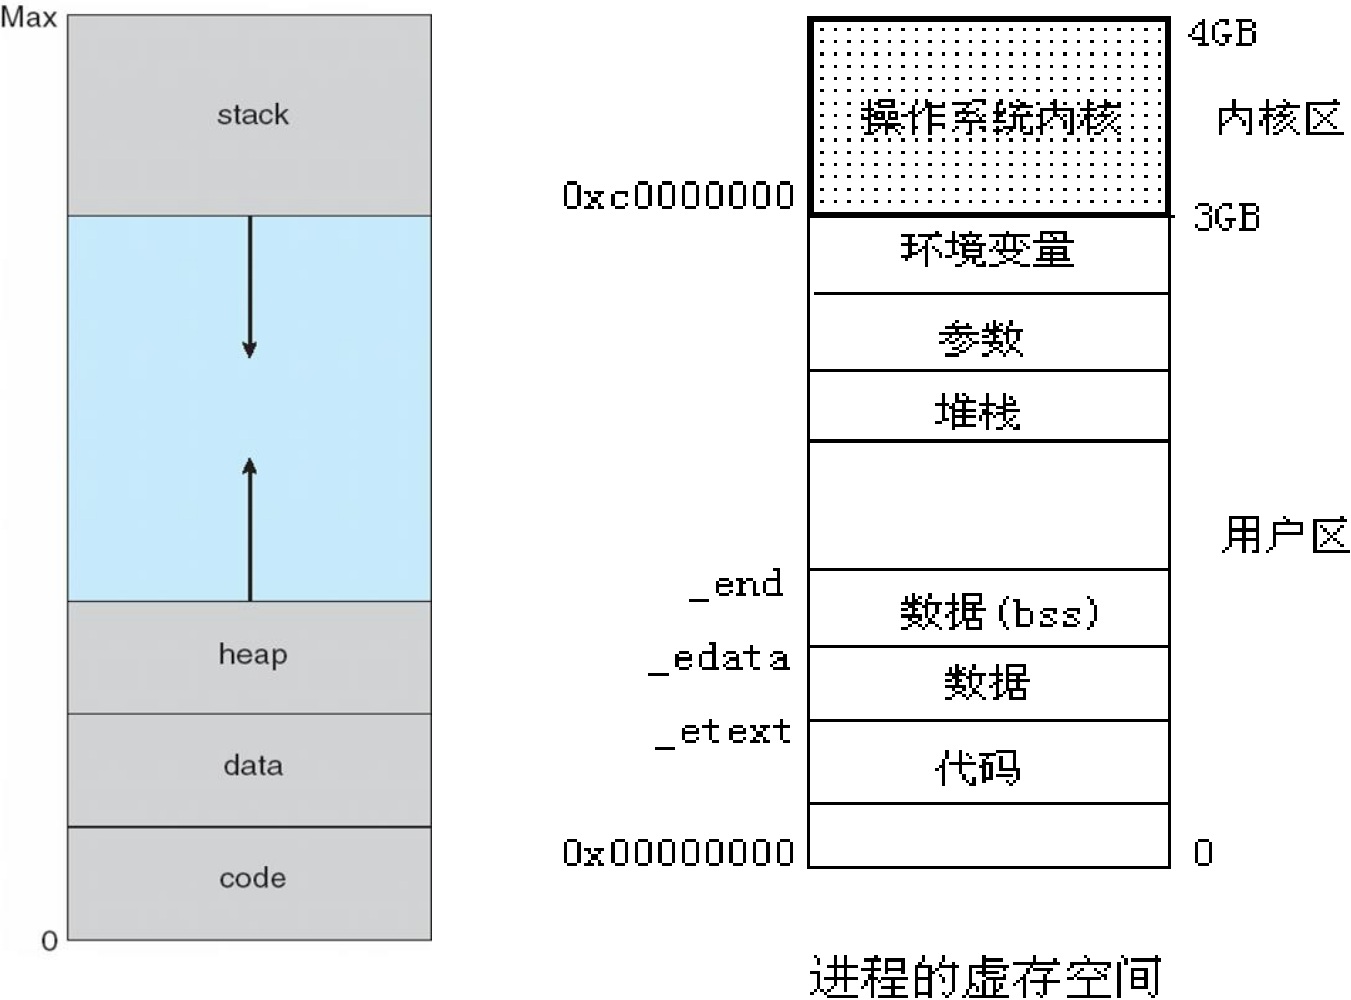 Max
stack
heap
data
code
0
4GB
操作系统内核
内核区
0xc0000000
3GB
环境变量
参数
堆栈
用户区
_end
数据(bss)
_edata
数据
_etext
代码
0x00000000
0
进程的虚存空间